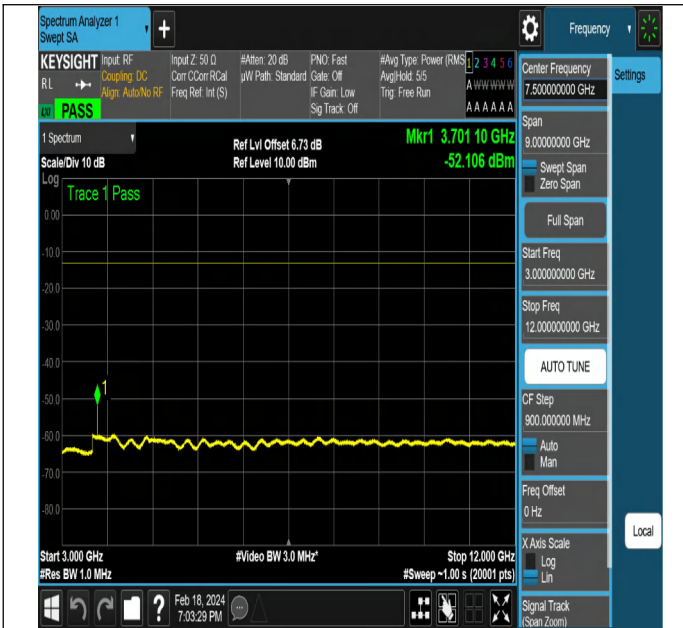 Spectrum Analyzer 1
Swept SA
+
Frequency
KEYSIGHT
RL
LXI
PASS
Input: RF
Coupling: DC
Align: Auto/No RF
Input Z: 50 Ω
Corr CCorr RCal
Freq Ref: Int (S)
#Atten: 20 dB
µW Path: Standard
PNO: Fast
Gate: Off
IF Gain: Low
Sig Track: Off
#Avg Type: Power (RMS
Avg|Hold: 5/5
Trig: Free Run
1 2 3 4 5 6
A W W W W W
A A A A A A
1 Spectrum
Scale/Div 10 dB
Ref Lvl Offset 6.73 dB
Ref Level 10.00 dBm
Mkr1 3.701 10 GHz
-52.106 dBm
Log
Trace 1 Pass
0.00
-10.0
-20.0
-30.0
-40.0
-50.0
-60.0
-70.0
-80.0
1
Start 3.000 GHz
#Res BW 1.0 MHz
#Video BW 3.0 MHz*
Stop 12.000 GHz
#Sweep ~1.00 s (20001 pts)
Feb 18, 2024
7:03:29 PM
Center Frequency
7.500000000 GHz
Settings
Span
9.00000000 GHz
Swept Span
Zero Span
Full Span
Start Freq
3.000000000 GHz
Stop Freq
12.000000000 GHz
AUTO TUNE
CF Step
900.000000 MHz
Auto
Man
Freq Offset
0 Hz
X Axis Scale
Log
Lin
Local
Signal Track
(Span Zoom)